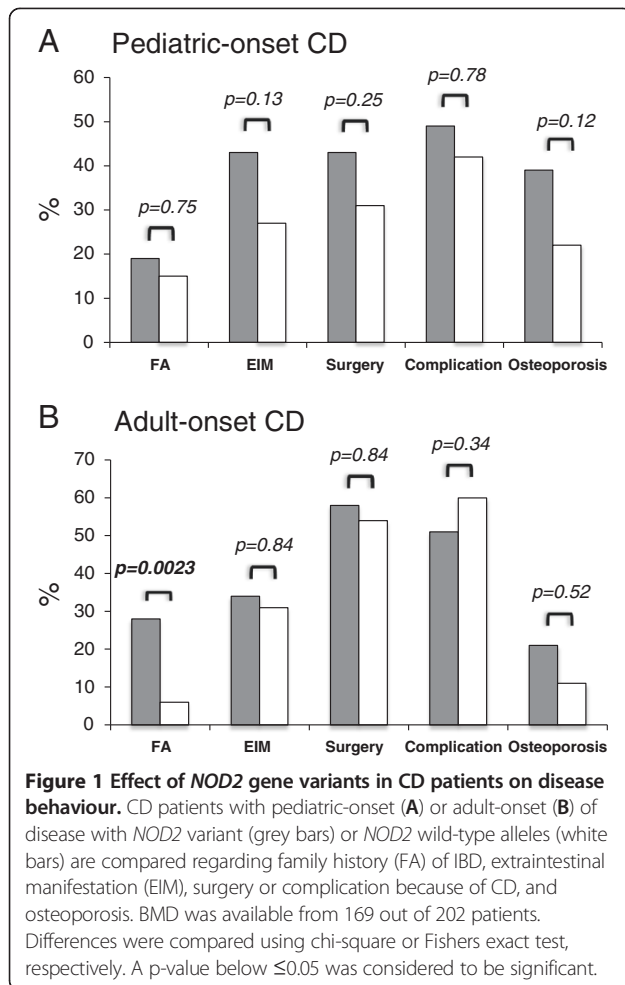 A Pediatric-onset CD
60
50
40
30
20
10
0
%
p=0.75
p=0.13
p=0.25
p=0.78
p=0.12
FA EIM Surgery Complication Osteoporosis
B Adult-onset CD
70
60
50
40
30
20
10
0
%
p=0.0023
p=0.84
p=0.84
p=0.34
p=0.52
FA EIM Surgery Complication Osteoporosis
Figure 1 Effect of NOD2 gene variants in CD patients on disease
behaviour. CD patients with pediatric-onset (A) or adult-onset (B) of
disease with NOD2 variant (grey bars) or NOD2 wild-type alleles (white
bars) are compared regarding family history (FA) of IBD, extraintestinal
manifestation (EIM), surgery or complication because of CD, and
osteoporosis. BMD was available from 169 out of 202 patients.
Differences were compared using chi-square or Fishers exact test,
respectively. A p-value below ≤0.05 was considered to be significant.